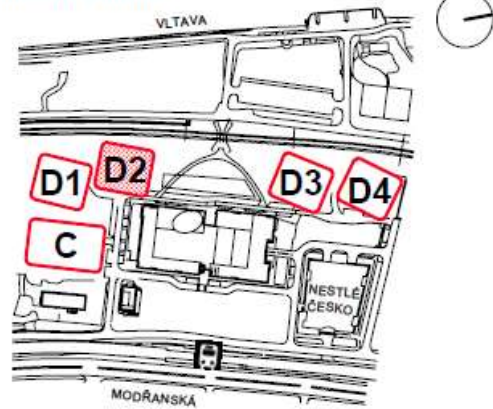 VLTAVA
D1
D2
D3
D4
C
NESTLÉ
ČESKO
MODŘANSKÁ